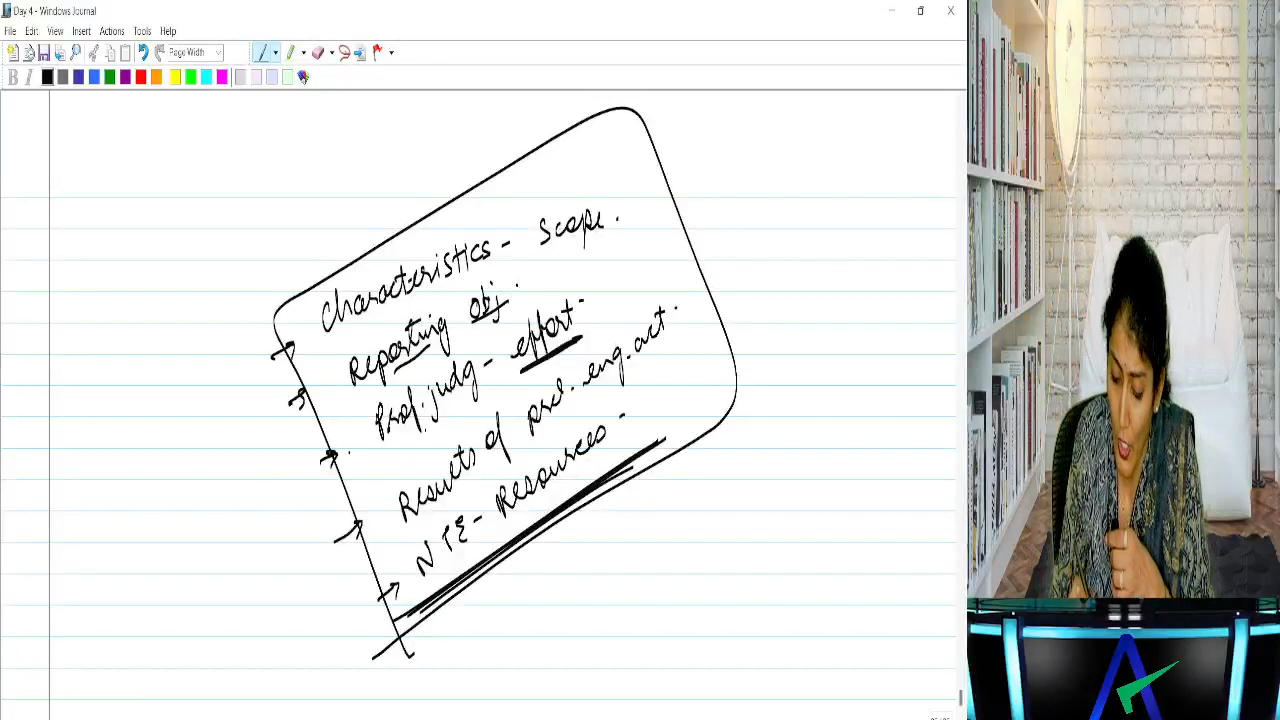 Day 4 - Windows Journal
File Edit View Insert Actions Tools Help
Page Width
B I
Characteristics - Scope.
Reporting obj.
Prof. judg - effort -
Results of prel. eng. act.
NTE - Resources -